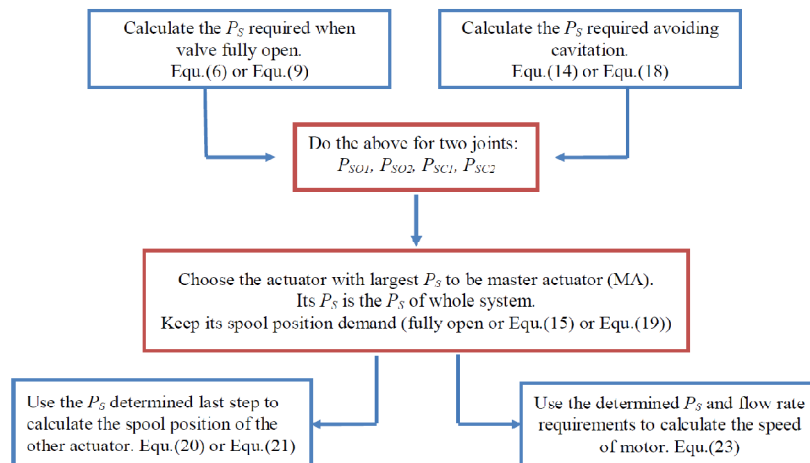 Calculate the PS required when
valve fully open.
Equ.(6) or Equ.(9)
Calculate the PS required avoiding
cavitation.
Equ.(14) or Equ.(18)
Do the above for two joints:
PSO1, PSO2, PSC1, PSC2
Choose the actuator with largest PS to be master actuator (MA).
Its PS is the PS of whole system.
Keep its spool position demand (fully open or Equ.(15) or Equ.(19))
Use the PS determined last step to
calculate the spool position of the
other actuator. Equ.(20) or Equ.(21)
Use the determined PS and flow rate
requirements to calculate the speed
of motor. Equ.(23)